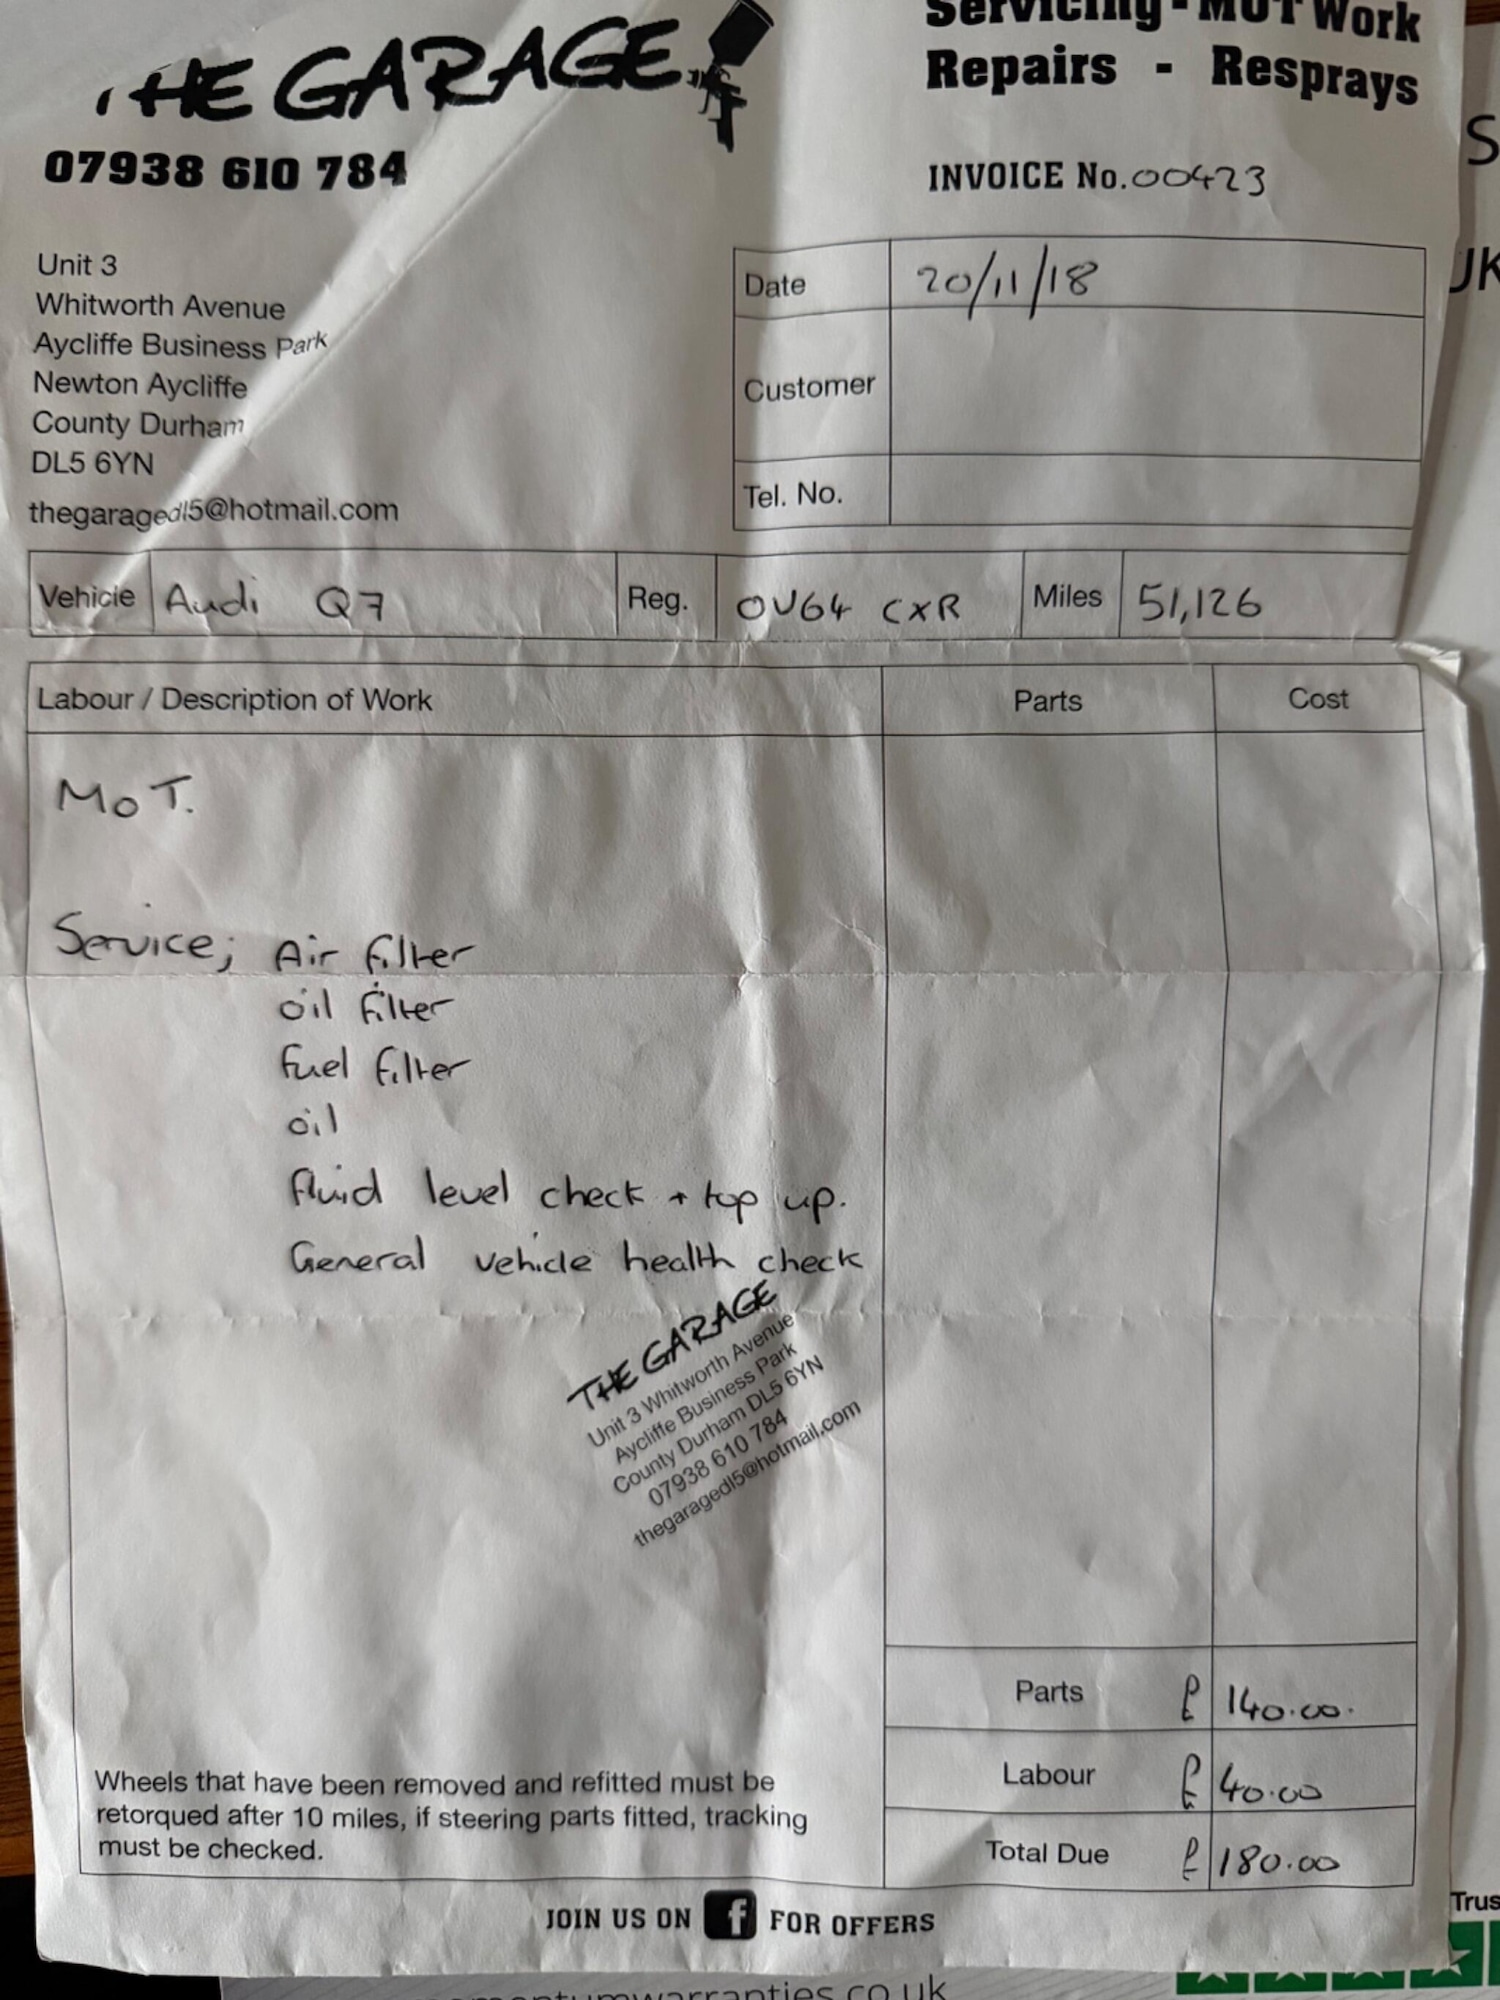 THE GARAGE
Servicing - MOT Work
Repairs - Resprays
07938 610 784
INVOICE No. 00423
Unit 3
Whitworth Avenue
Aycliffe Business Park
Newton Aycliffe
County Durham
DL5 6YN
thegaragedl5@hotmail.com
Date 20/11/18
Customer
Tel. No.
Vehicle Audi Q7 Reg. OV64 CXR Miles 51,126
Labour / Description of Work Parts Cost
MoT.
Service; Air filter
oil filter
fuel filter
oil
fluid level check + top up.
General vehicle health check
THE GARAGE
Unit 3 Whitworth Avenue
Aycliffe Business Park
County Durham DL5 6YN
07938 610 784
thegaragedl5@hotmail.com
Parts £ 140.00.
Labour £ 40.00
Total Due £ 180.00
Wheels that have been removed and refitted must be
retorqued after 10 miles, if steering parts fitted, tracking
must be checked.
JOIN US ON f FOR OFFERS